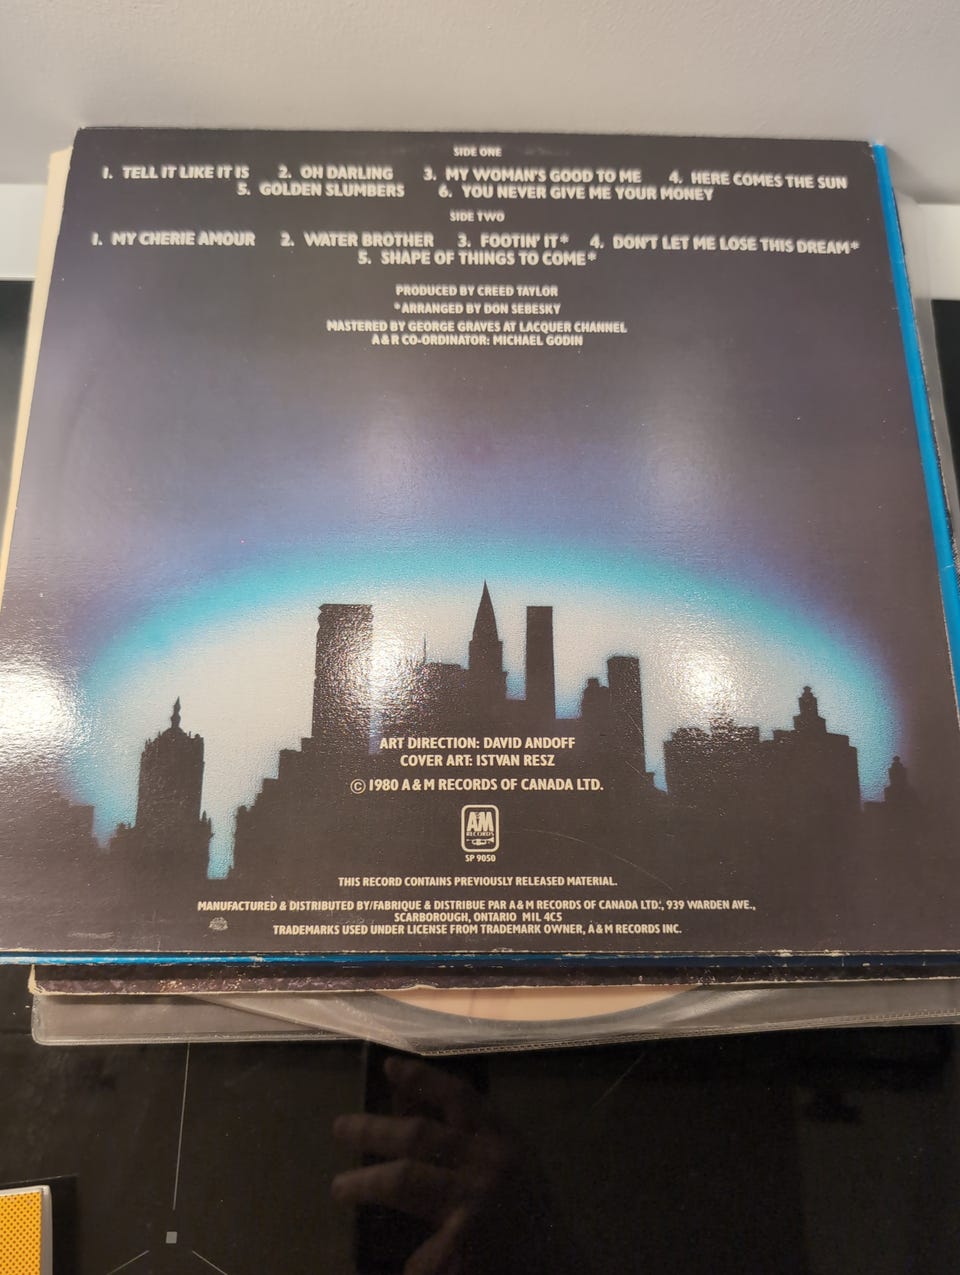 SIDE ONE
1. TELL IT LIKE IT IS 2. OH DARLING 3. MY WOMAN'S GOOD TO ME 4. HERE COMES THE SUN
5. GOLDEN SLUMBERS 6. YOU NEVER GIVE ME YOUR MONEY
SIDE TWO
1. MY CHERIE AMOUR 2. WATER BROTHER 3. FOOTIN' IT* 4. DON'T LET ME LOSE THIS DREAM*
5. SHAPE OF THINGS TO COME*
PRODUCED BY CREED TAYLOR
*ARRANGED BY DON SEBESKY
MASTERED BY GEORGE GRAVES AT LACQUER CHANNEL
A&R CO-ORDINATOR: MICHAEL GODIN
ART DIRECTION: DAVID ANDOFF
COVER ART: ISTVAN RESZ
© 1980 A&M RECORDS OF CANADA LTD.
AM
RECORDS
SP 9050
THIS RECORD CONTAINS PREVIOUSLY RELEASED MATERIAL.
MANUFACTURED & DISTRIBUTED BY/FABRIQUE & DISTRIBUE PAR A&M RECORDS OF CANADA LTD., 939 WARDEN AVE.,
SCARBOROUGH, ONTARIO M1L 4C5
TRADEMARKS USED UNDER LICENSE FROM TRADEMARK OWNER, A&M RECORDS INC.